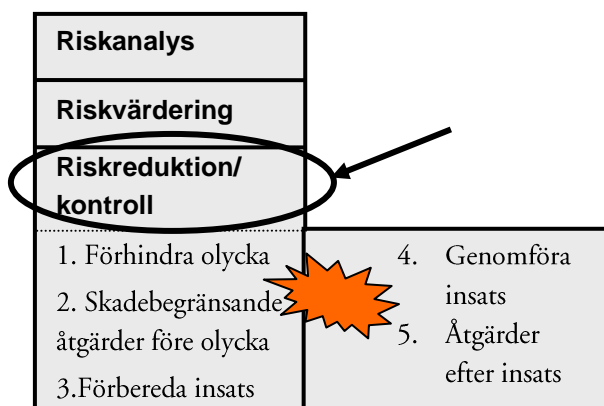 Riskanalys
Riskvärdering
Riskreduktion/
kontroll
1. Förhindra olycka
2. Skadebegränsande
åtgärder före olycka
3.Förbereda insats
4. Genomföra
insats
5. Åtgärder
efter insats